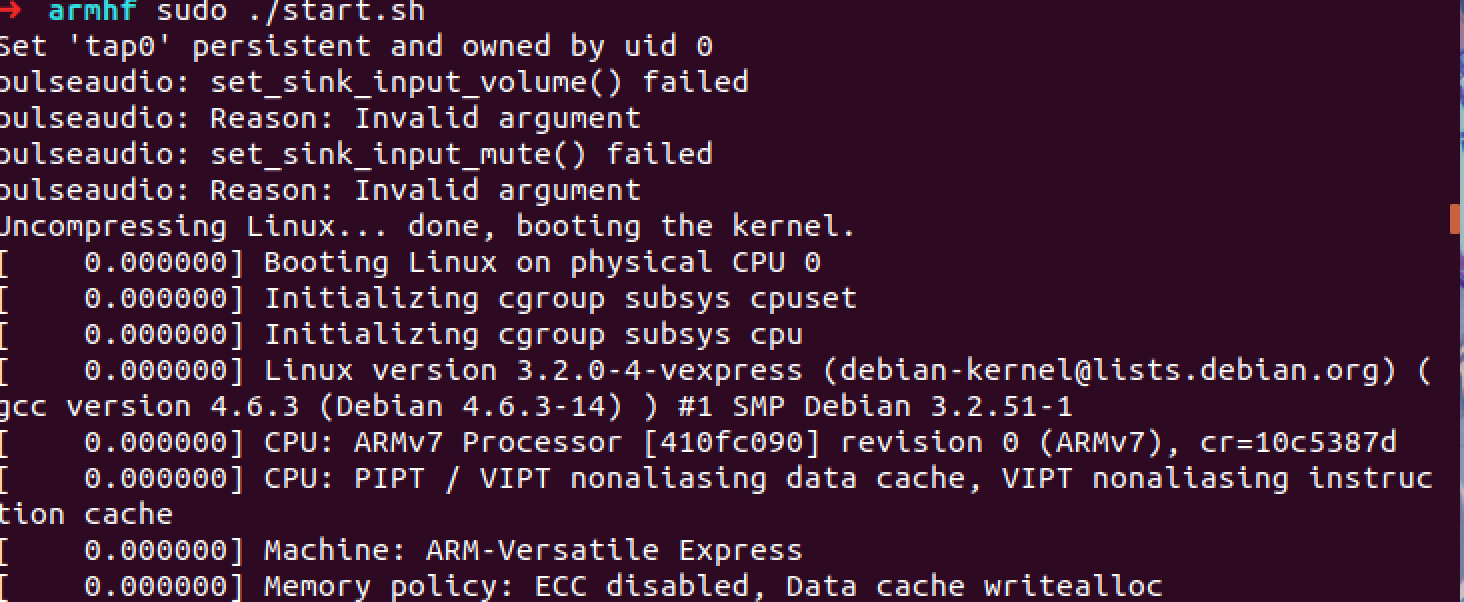 → armhf sudo ./start.sh
Set 'tap0' persistent and owned by uid 0
pulseaudio: set_sink_input_volume() failed
pulseaudio: Reason: Invalid argument
pulseaudio: set_sink_input_mute() failed
pulseaudio: Reason: Invalid argument
Uncompressing Linux... done, booting the kernel.
[    0.000000] Booting Linux on physical CPU 0
[    0.000000] Initializing cgroup subsys cpuset
[    0.000000] Initializing cgroup subsys cpu
[    0.000000] Linux version 3.2.0-4-vexpress (debian-kernel@lists.debian.org) (
gcc version 4.6.3 (Debian 4.6.3-14) ) #1 SMP Debian 3.2.51-1
[    0.000000] CPU: ARMv7 Processor [410fc090] revision 0 (ARMv7), cr=10c5387d
[    0.000000] CPU: PIPT / VIPT nonaliasing data cache, VIPT nonaliasing instruc
tion cache
[    0.000000] Machine: ARM-Versatile Express
[    0.000000] Memory policy: ECC disabled, Data cache writealloc